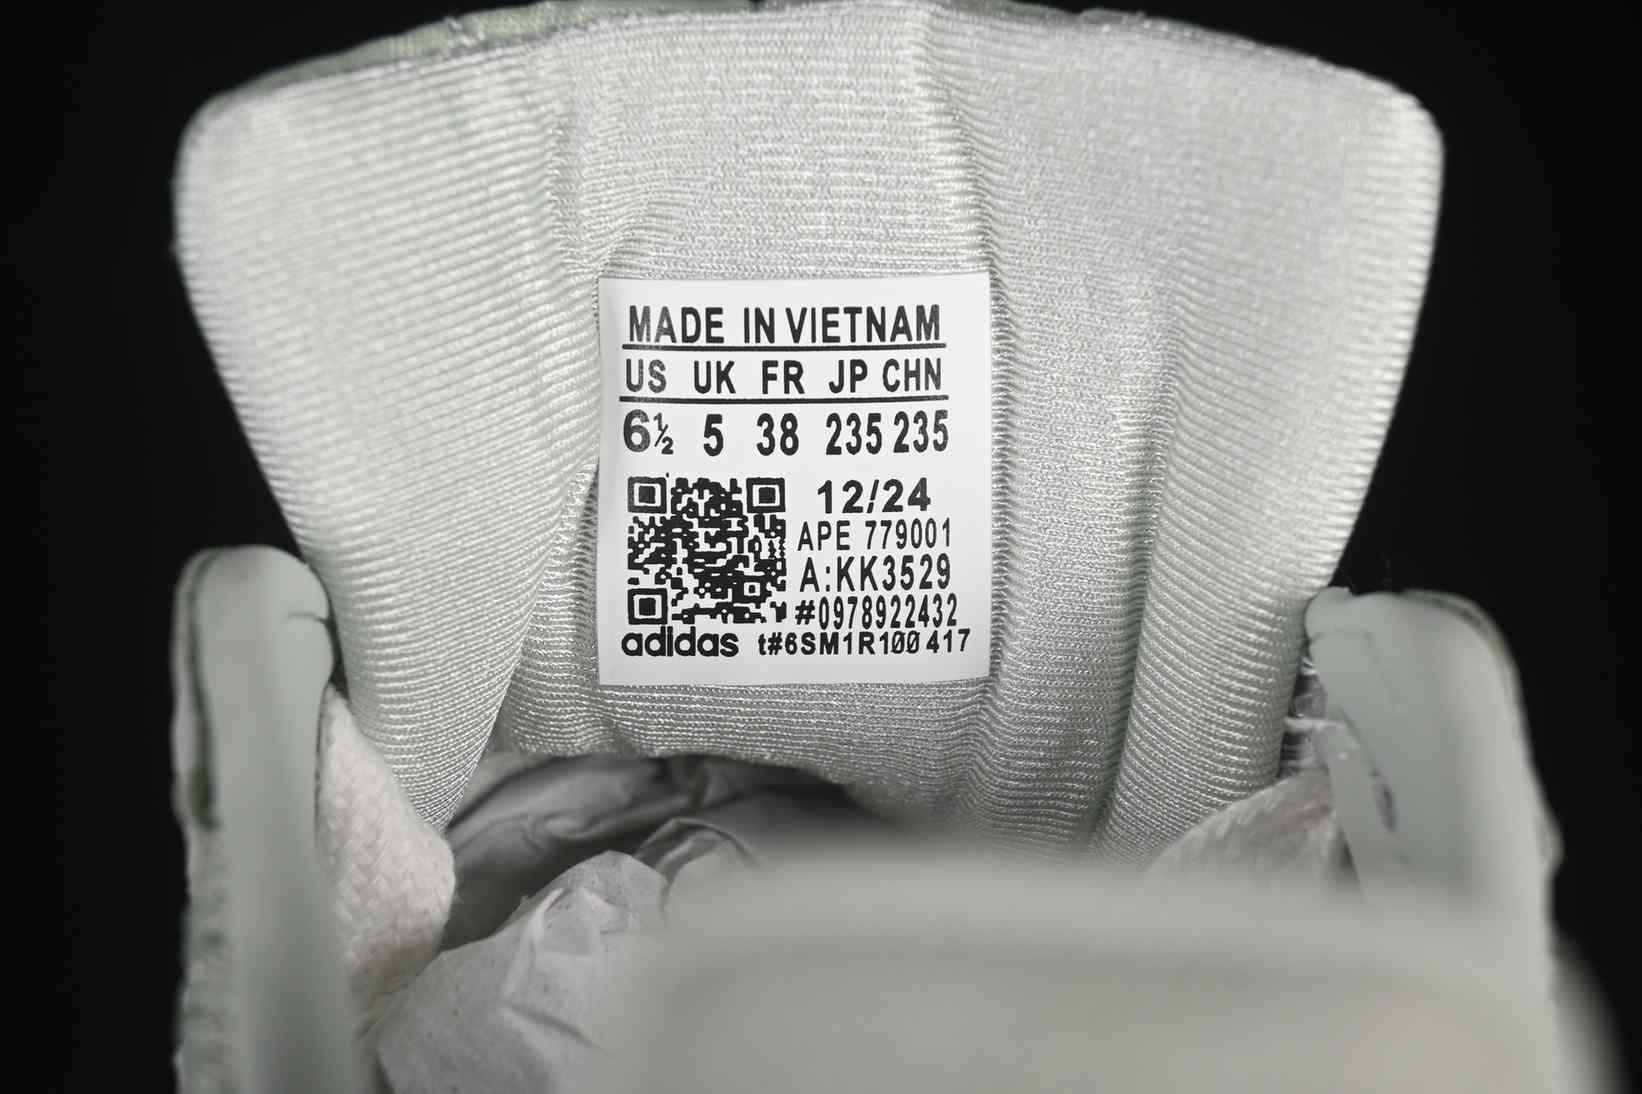 MADE IN VIETNAM
US UK FR JP CHN
6½ 5 38 235 235
12/24
APE 779001
A:KK3529
#0978922432
adidas t#6SM1R100 417